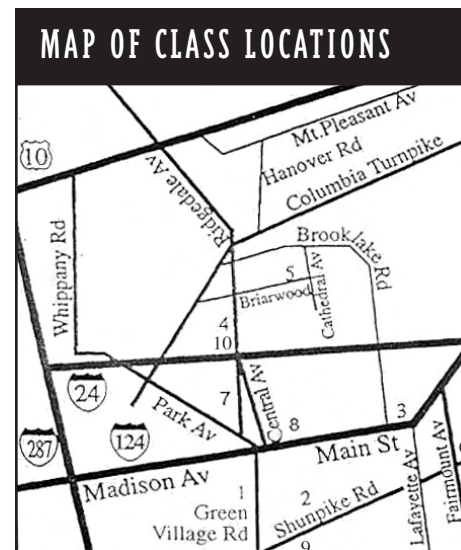 MAP OF CLASS LOCATIONS
Mt.Pleasant Av
10
Hanover Rd
Columbia Turnpike
Ridgedale Av
Whippany Rd
Brooklake Rd
5
Briarwood
Cathedral Av
4
10
24
7
Park Av
Central Av
8
3
124
287
Main St
Madison Av
1
Green
Village Rd
2
Shunpike Rd
9
Lafayette Av
Fairmount Av